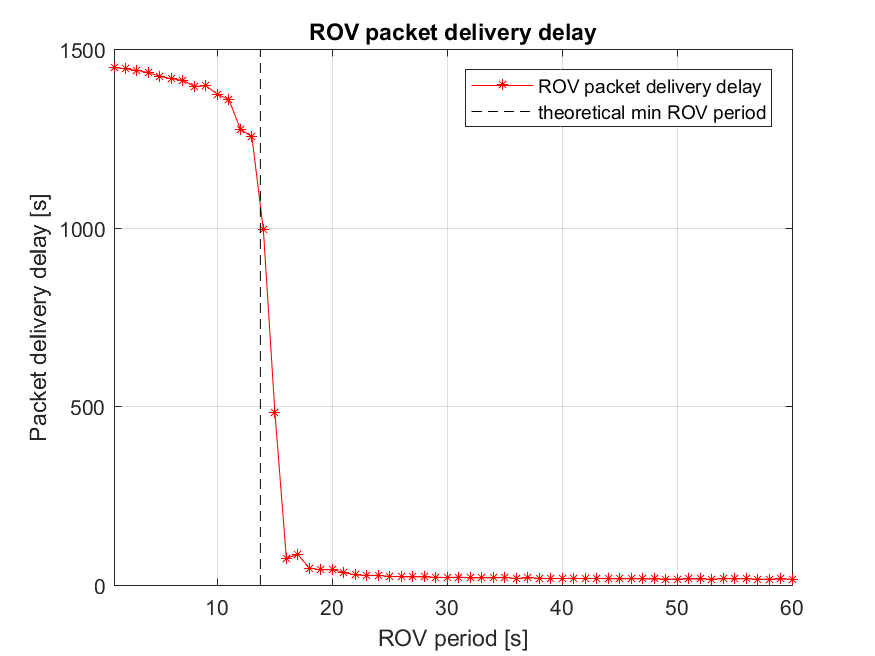 ROV packet delivery delay
1500
1000
500
0
Packet delivery delay [s]
ROV packet delivery delay
theoretical min ROV period
10 20 30 40 50 60
ROV period [s]